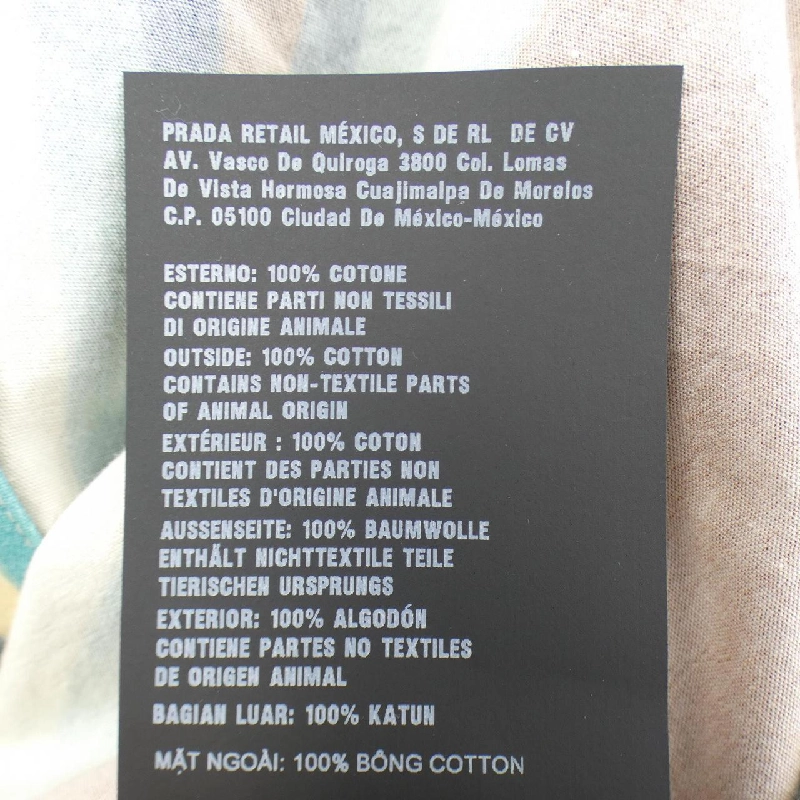 PRADA RETAIL MÉXICO, S DE RL DE CV
AV. Vasco De Quiroga 3800 Col. Lomas
De Vista Hermosa Cuajimalpa De Morelos
C.P. 05100 Ciudad De México-México
ESTERNO: 100% COTONE
CONTIENE PARTI NON TESSILI
DI ORIGINE ANIMALE
OUTSIDE: 100% COTTON
CONTAINS NON-TEXTILE PARTS
OF ANIMAL ORIGIN
EXTÉRIEUR : 100% COTON
CONTIENT DES PARTIES NON
TEXTILES D'ORIGINE ANIMALE
AUSSENSEITE: 100% BAUMWOLLE
ENTHÄLT NICHTTEXTILE TEILE
TIERISCHEN URSPRUNGS
EXTERIOR: 100% ALGODÓN
CONTIENE PARTES NO TEXTILES
DE ORIGEN ANIMAL
BAGIAN LUAR: 100% KATUN
MẶT NGOÀI: 100% BÔNG COTTON